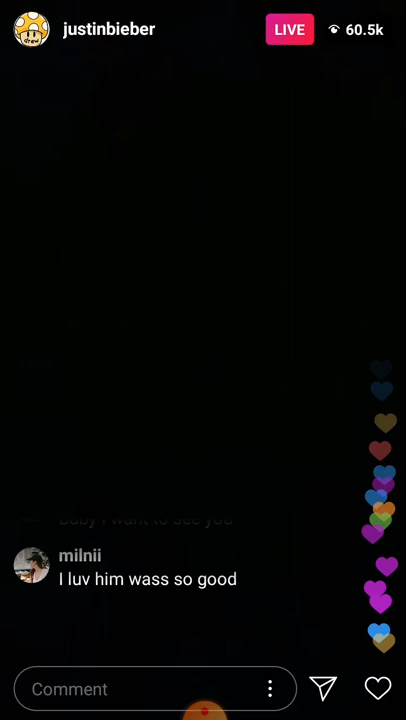 justinbieber
LIVE
60.5k
Baby I want to see you
milnii
I luv him wass so good
Comment